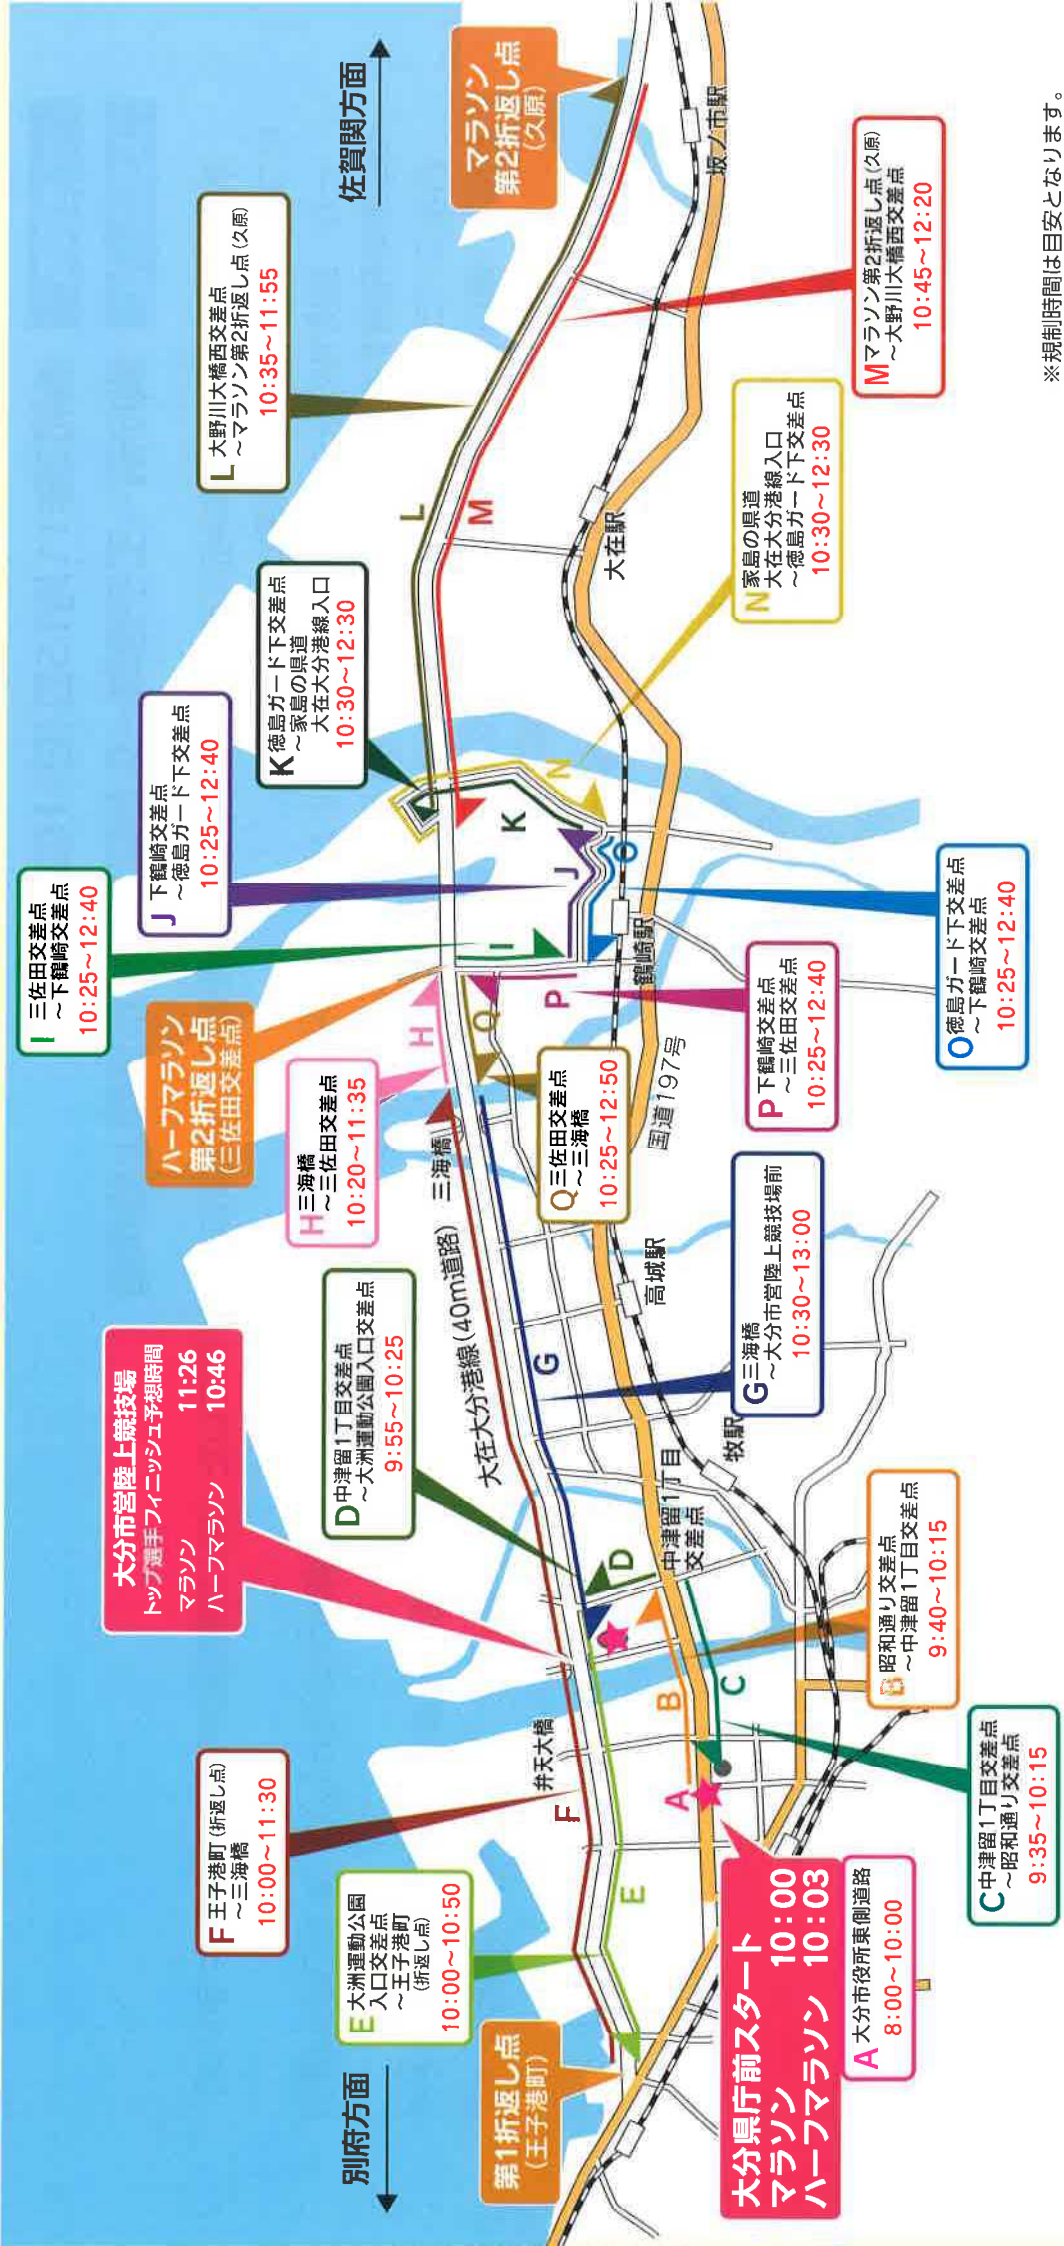 別府方面
佐賀関方面
第1折返し点
(王子港町)
大分県庁前スタート
マラソン 10:00
ハーフマラソン 10:03
A 大分市役所東側道路
8:00~10:00
B 昭和通り交差点
~中津留1丁目交差点
9:40~10:15
C 中津留1丁目交差点
~昭和通り交差点
9:35~10:15
D 中津留1丁目交差点
~大洲運動公園入口交差点
9:55~10:25
E 大洲運動公園
入口交差点
~王子港町
(折返し点)
10:00~10:50
F 王子港町(折返し点)
~三海橋
10:00~11:30
大分市営陸上競技場
トップ選手フィニッシュ予想時間
マラソン 11:26
ハーフマラソン 10:46
G 三海橋
~大分市営陸上競技場前
10:30~13:00
H 三海橋
~三佐田交差点
10:20~11:35
ハーフマラソン
第2折返し点
(三佐田交差点)
I 三佐田交差点
~下鶴崎交差点
10:25~12:40
J 下鶴崎交差点
~徳島ガード下交差点
10:25~12:40
K 徳島ガード下交差点
~家島の県道
大在大分港線入口
10:30~12:30
L 大野川大橋西交差点
~マラソン第2折返し点(久原)
10:35~11:55
マラソン
第2折返し点
(久原)
M マラソン第2折返し点(久原)
~大野川大橋西交差点
10:45~12:20
N 家島の県道
大在大分港線入口
~徳島ガード下交差点
10:30~12:30
O 徳島ガード下交差点
~下鶴崎交差点
10:25~12:40
P 下鶴崎交差点
~三佐田交差点
10:25~12:40
Q 三佐田交差点
~三海橋
10:25~12:50
弁天大橋
大在大分港線(40m道路)
三海橋
中津留1丁目
交差点
牧駅
高城駅
国道197号
鶴崎駅
大在駅
坂ノ市駅
A
B
C
D
E
F
G
H
I
J
K
L
M
N
O
P
Q
※規制時間は目安となります。